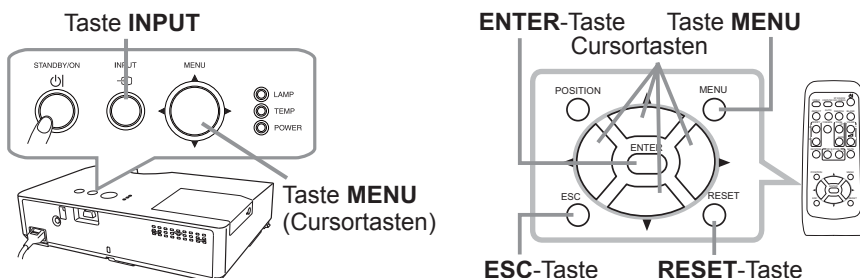 Taste INPUT
STANDBY/ON
INPUT
MENU
LAMP
TEMP
POWER
Taste MENU
(Cursortasten)
ENTER-Taste
Taste MENU
Cursortasten
POSITION
MENU
ENTER
ESC
RESET
ESC-Taste
RESET-Taste